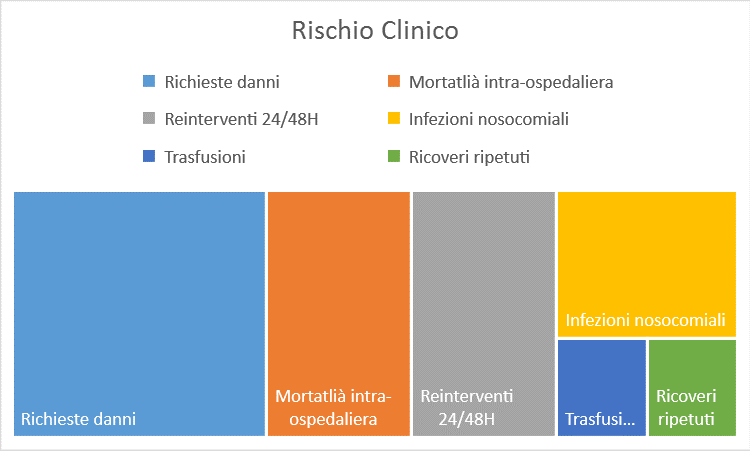 Rischio Clinico
Richieste danni
Mortatlià intra-ospedaliera
Reinterventi 24/48H
Infezioni nosocomiali
Trasfusioni
Ricoveri ripetuti
Richieste danni
Mortatlià intra-
ospedaliera
Reinterventi
24/48H
Infezioni nosocomiali
Trasfusi...
Ricoveri
ripetuti